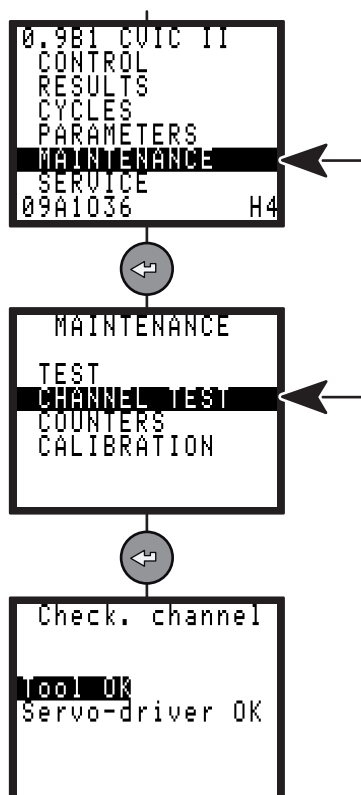 0.9B1 CVIC II
CONTROL
RESULTS
CYCLES
PARAMETERS
MAINTENANCE
SERVICE
09A1036 H4
MAINTENANCE
TEST
CHANNEL TEST
COUNTERS
CALIBRATION
Check. channel
Tool OK
Servo-driver OK